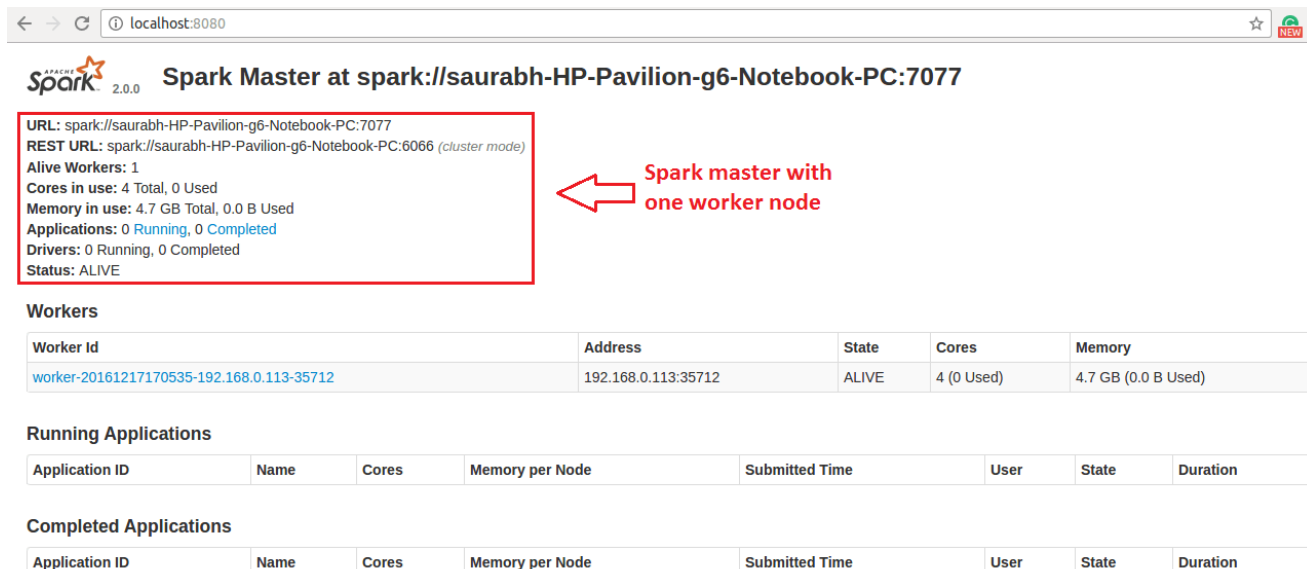 localhost:8080
NEW
APACHE Spark 2.0.0 Spark Master at spark://saurabh-HP-Pavilion-g6-Notebook-PC:7077
URL: spark://saurabh-HP-Pavilion-g6-Notebook-PC:7077
REST URL: spark://saurabh-HP-Pavilion-g6-Notebook-PC:6066 (cluster mode)
Alive Workers: 1
Cores in use: 4 Total, 0 Used
Memory in use: 4.7 GB Total, 0.0 B Used
Applications: 0 Running, 0 Completed
Drivers: 0 Running, 0 Completed
Status: ALIVE
Spark master with
one worker node
Workers
Worker Id Address State Cores Memory
worker-20161217170535-192.168.0.113-35712 192.168.0.113:35712 ALIVE 4 (0 Used) 4.7 GB (0.0 B Used)
Running Applications
Application ID Name Cores Memory per Node Submitted Time User State Duration
Completed Applications
Application ID Name Cores Memory per Node Submitted Time User State Duration